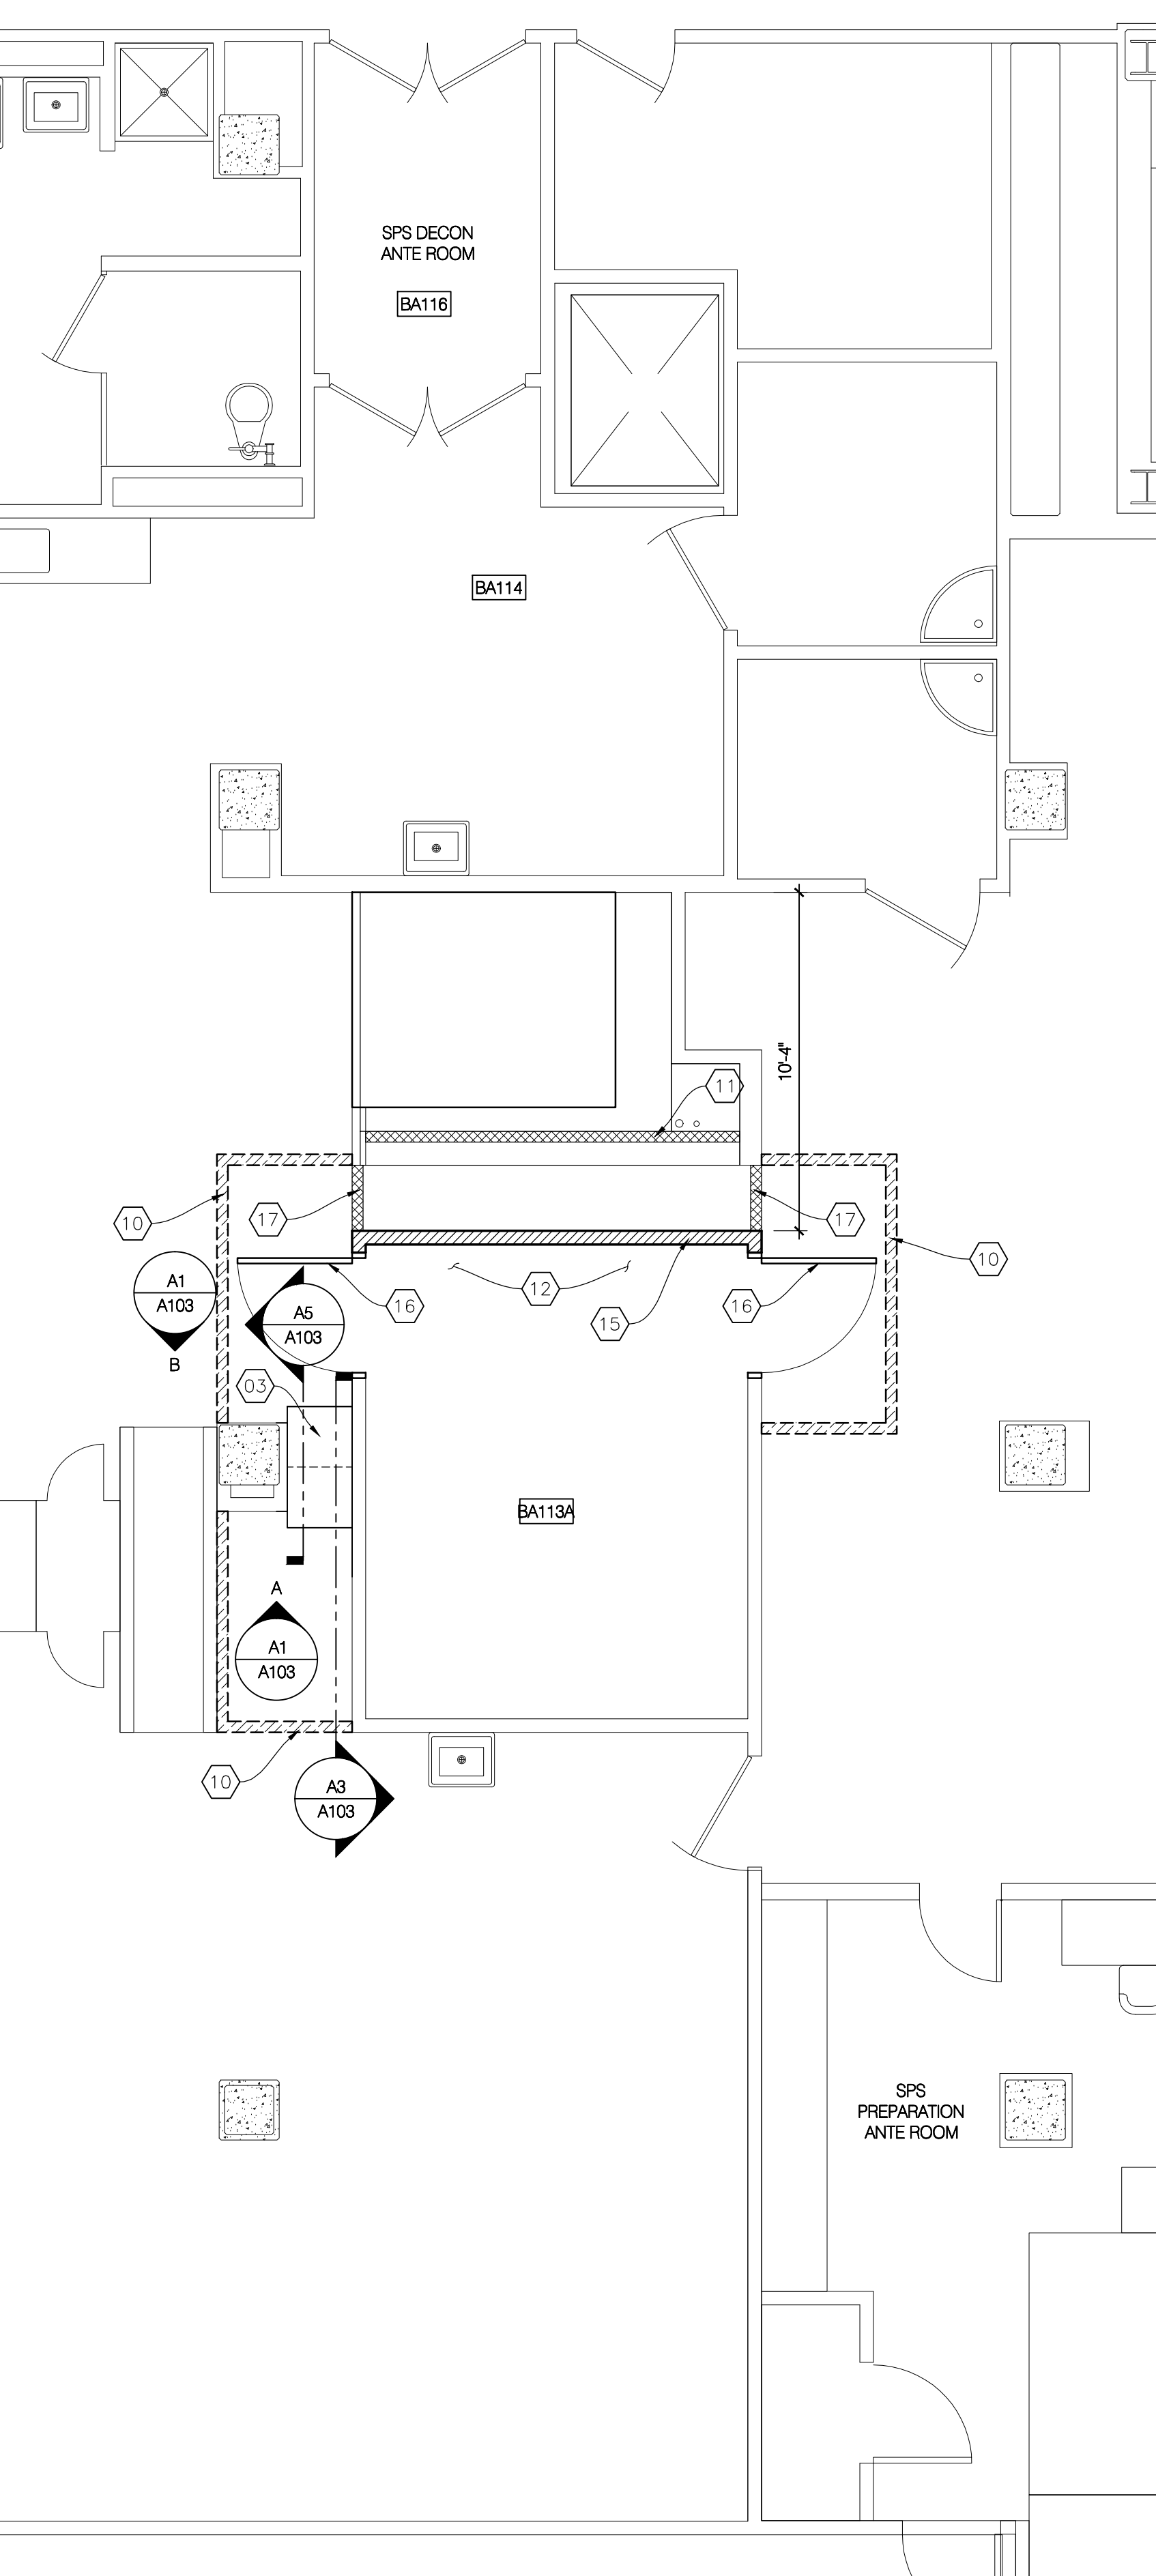 SPS DECON
ANTE ROOM
BA116
BA114
10'-4"
11
10
17
17
10
A1
A103
B
12
16
16
15
A5
A103
03
BA113A
A
A1
A103
10
A3
A103
SPS
PREPARATION
ANTE ROOM